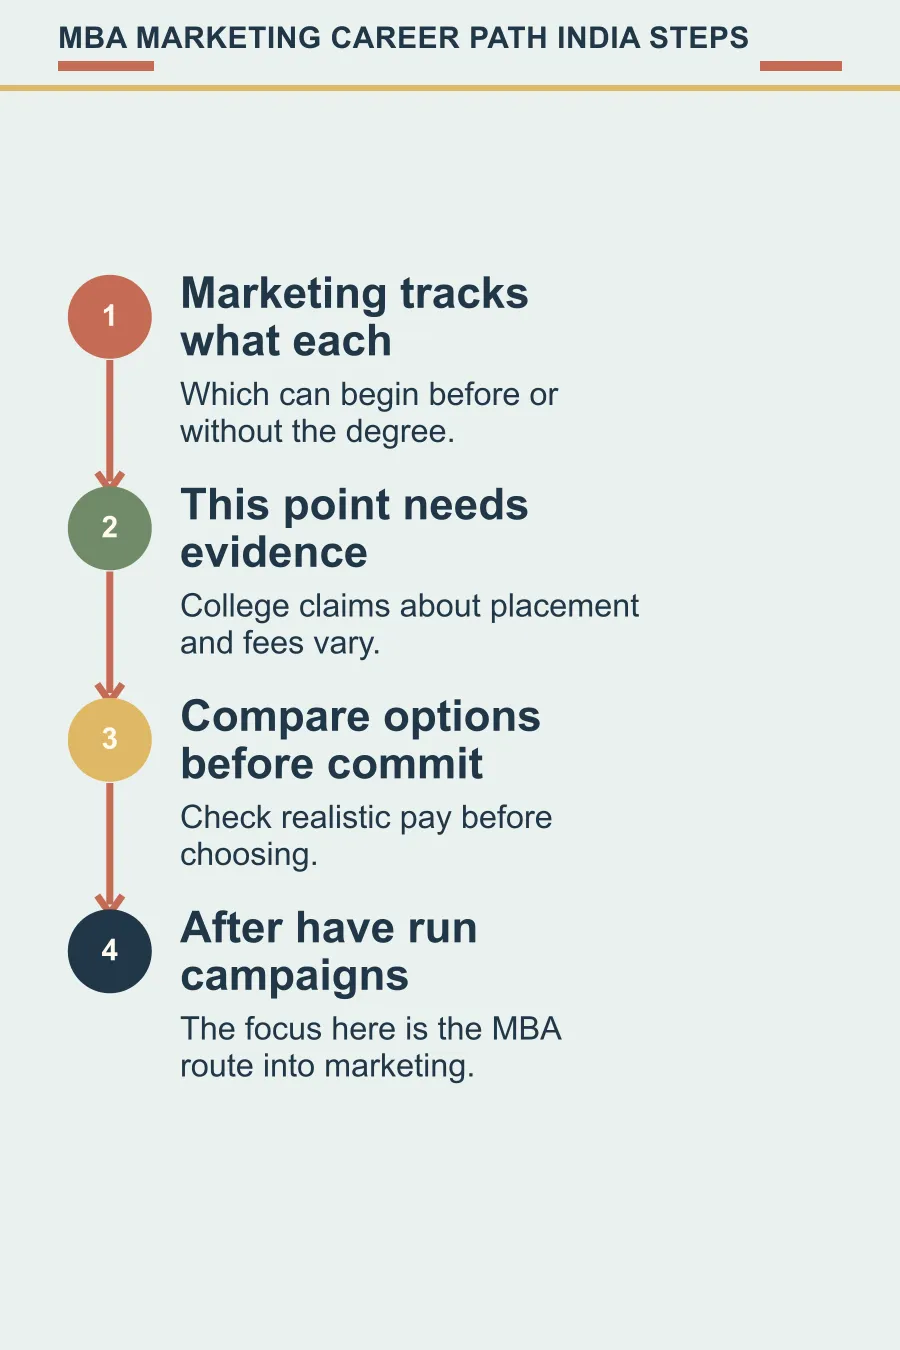 MBA MARKETING CAREER PATH INDIA STEPS
1
Marketing tracks
what each
Which can begin before or
without the degree.
2
This point needs
evidence
College claims about placement
and fees vary.
3
Compare options
before commit
Check realistic pay before
choosing.
4
After have run
campaigns
The focus here is the MBA
route into marketing.